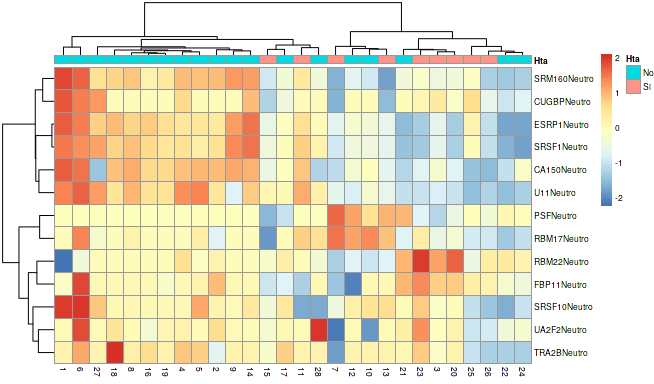 Hta
SRM160Neutro
CUGBPNeutro
ESRP1Neutro
SRSF1Neutro
CA150Neutro
U11Neutro
PSFNeutro
RBM17Neutro
RBM22Neutro
FBP11Neutro
SRSF10Neutro
UA2F2Neutro
TRA2BNeutro
1 6 27 18 8 16 19 4 5 2 9 14 15 17 11 28 7 12 10 13 21 23 3 20 25 26 22 24
2
1
0
-1
-2
Hta
No
SI